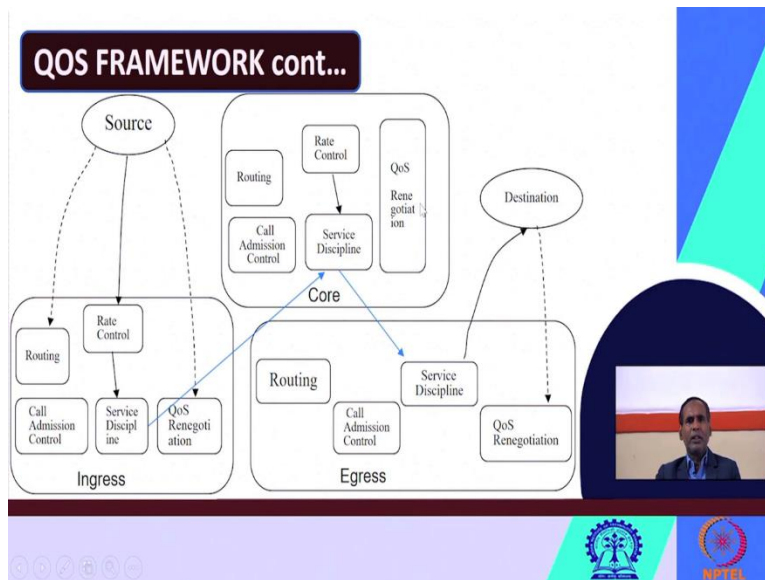 QOS FRAMEWORK cont...
Source
Rate
Control
Routing
Call
Admission
Control
Service
Discipline
QoS
Rene
gotiat
ion
Core
Destination
Rate
Control
Routing
Call
Admission
Control
Service
Discipl
ine
QoS
Renegoti
ation
Ingress
Routing
Service
Discipline
Call
Admission
Control
QoS
Renegotiation
Egress
NPTEL